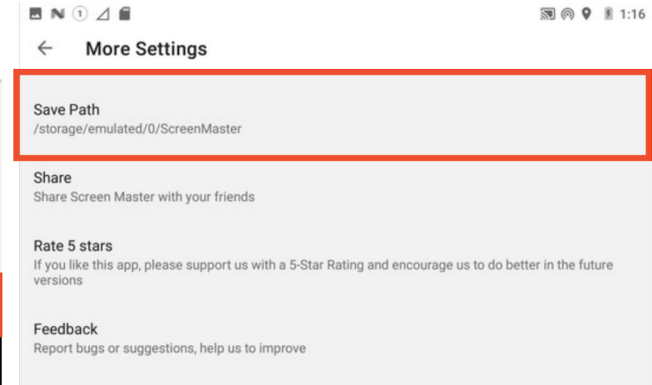 1:16
More Settings
Save Path
/storage/emulated/0/ScreenMaster
Share
Share Screen Master with your friends
Rate 5 stars
If you like this app, please support us with a 5-Star Rating and encourage us to do better in the future
versions
Feedback
Report bugs or suggestions, help us to improve